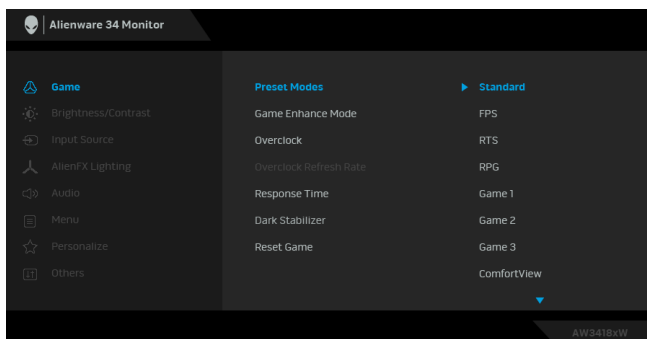 Alienware 34 Monitor
Game Preset Modes Standard
Brightness/Contrast Game Enhance Mode FPS
Input Source Overclock RTS
AlienFX Lighting Overclock Refresh Rate RPG
Audio Response Time Game 1
Menu Dark Stabilizer Game 2
Personalize Reset Game Game 3
Others ComfortView
AW3418xW